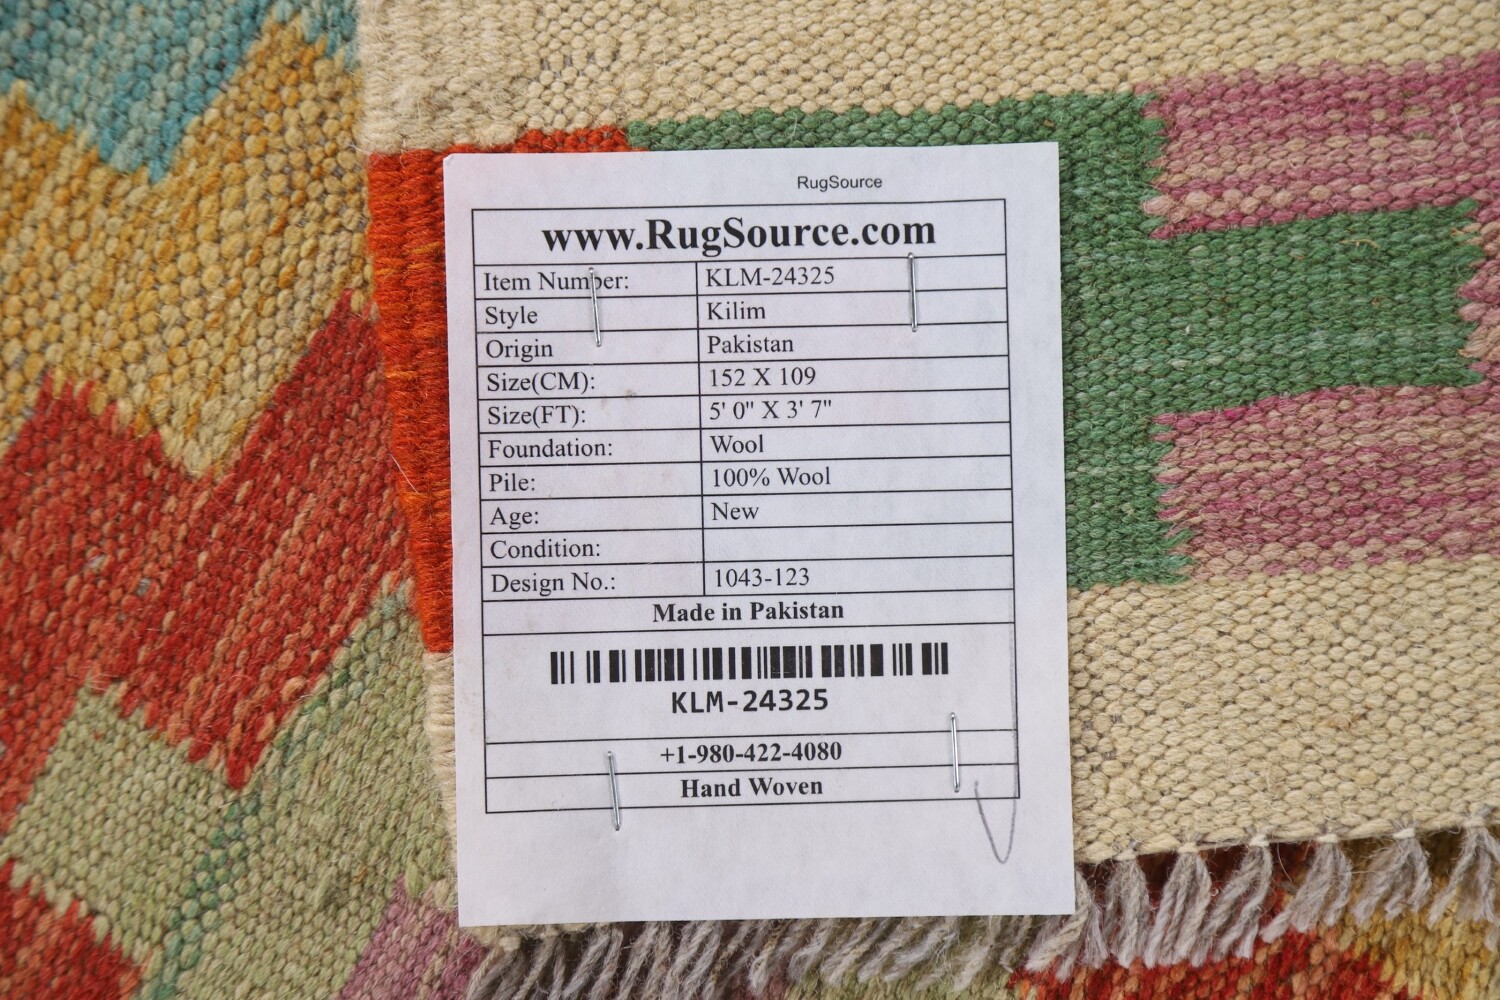 RugSource
www.RugSource.com
Item Number: KLM-24325
Style Kilim
Origin Pakistan
Size(CM): 152 X 109
Size(FT): 5' 0" X 3' 7"
Foundation: Wool
Pile: 100% Wool
Age: New
Condition:
Design No.: 1043-123
Made in Pakistan
KLM-24325
+1-980-422-4080
Hand Woven